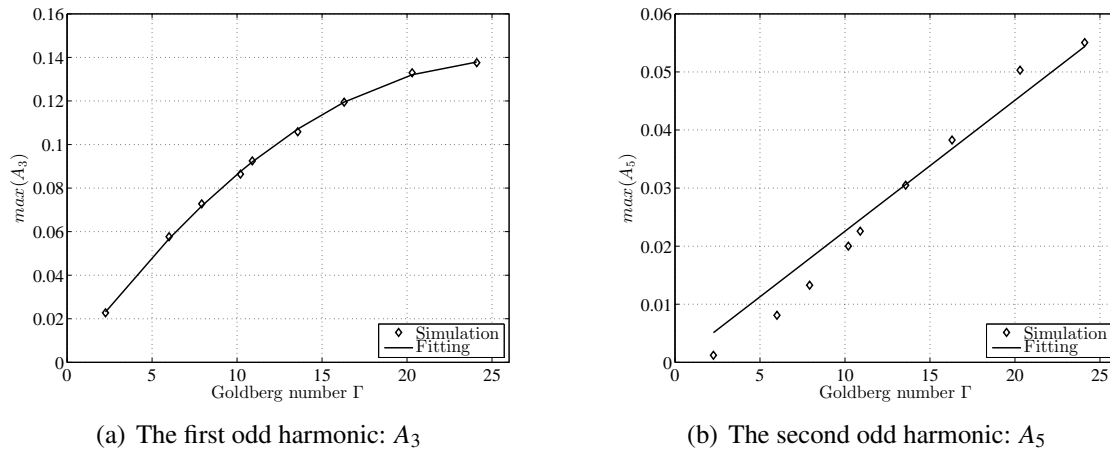 0.16
0.14
0.12
0.1
0.08
0.06
0.04
0.02
0
max(A₃)
0 5 10 15 20 25
Goldberg number Γ
Simulation
Fitting
(a) The first odd harmonic: A₃
0.06
0.05
0.04
0.03
0.02
0.01
0
max(A₅)
0 5 10 15 20 25
Goldberg number Γ
Simulation
Fitting
(b) The second odd harmonic: A₅